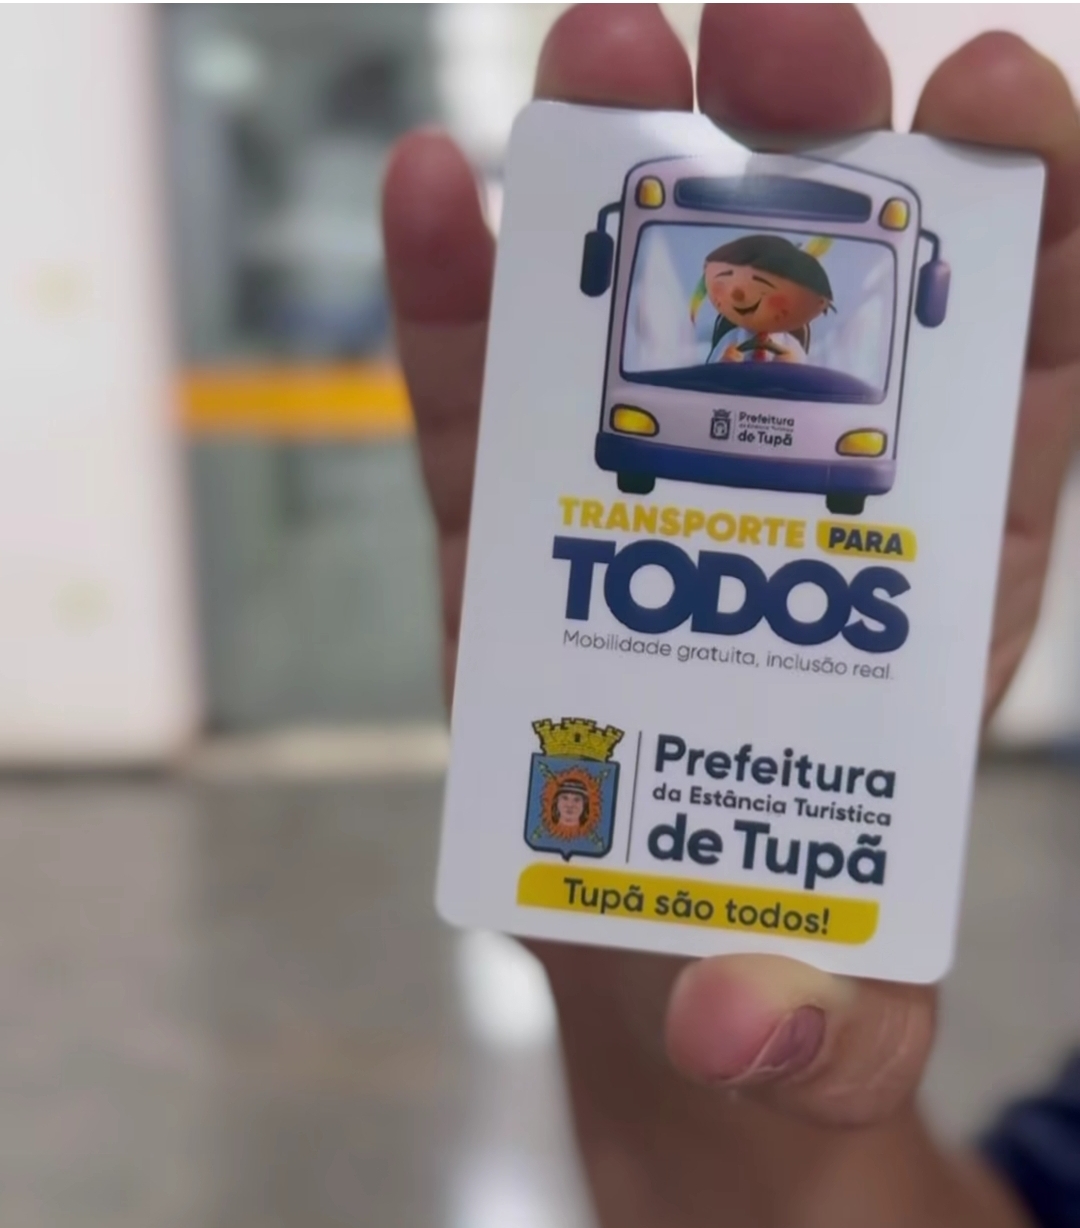 Prefeitura
de Tupã
TRANSPORTE PARA
TODOS
Mobilidade gratuita, inclusão real.
Prefeitura
da Estância Turística
de Tupã
Tupã são todos!